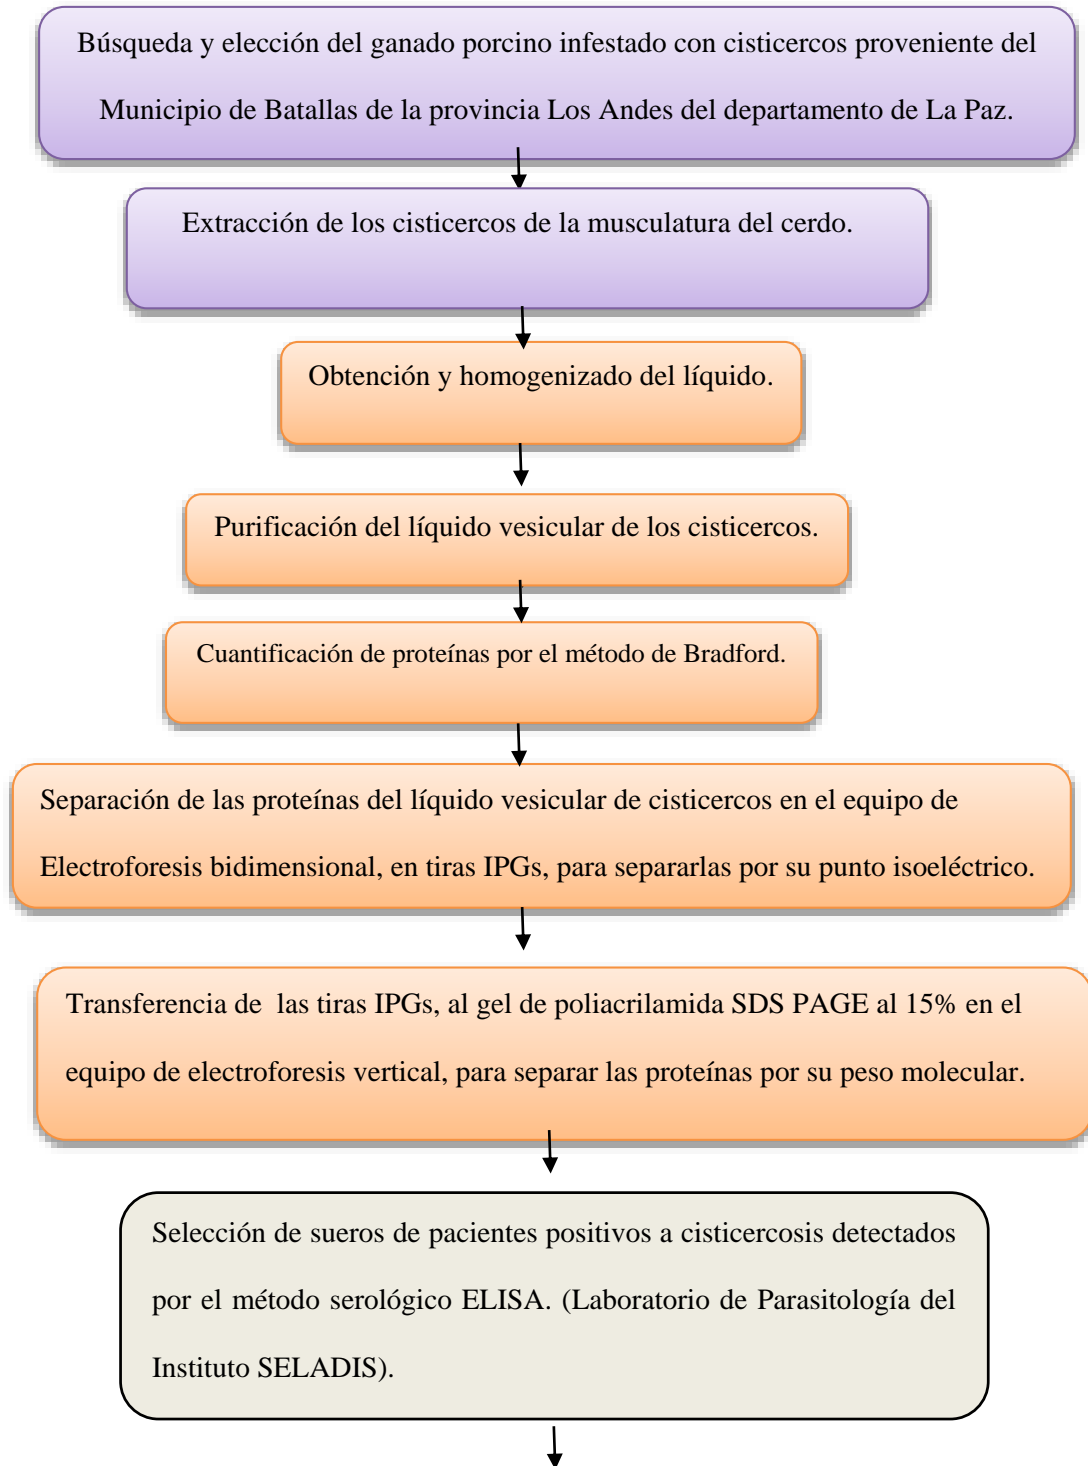 Búsqueda y elección del ganado porcino infestado con cisticercos proveniente del
Municipio de Batallas de la provincia Los Andes del departamento de La Paz.
Extracción de los cisticercos de la musculatura del cerdo.
Obtención y homogenizado del líquido.
Purificación del líquido vesicular de los cisticercos.
Cuantificación de proteínas por el método de Bradford.
Separación de las proteínas del líquido vesicular de cisticercos en el equipo de
Electroforesis bidimensional, en tiras IPGs, para separarlas por su punto isoeléctrico.
Transferencia de las tiras IPGs, al gel de poliacrilamida SDS PAGE al 15% en el
equipo de electroforesis vertical, para separar las proteínas por su peso molecular.
Selección de sueros de pacientes positivos a cisticercosis detectados
por el método serológico ELISA. (Laboratorio de Parasitología del
Instituto SELADIS).